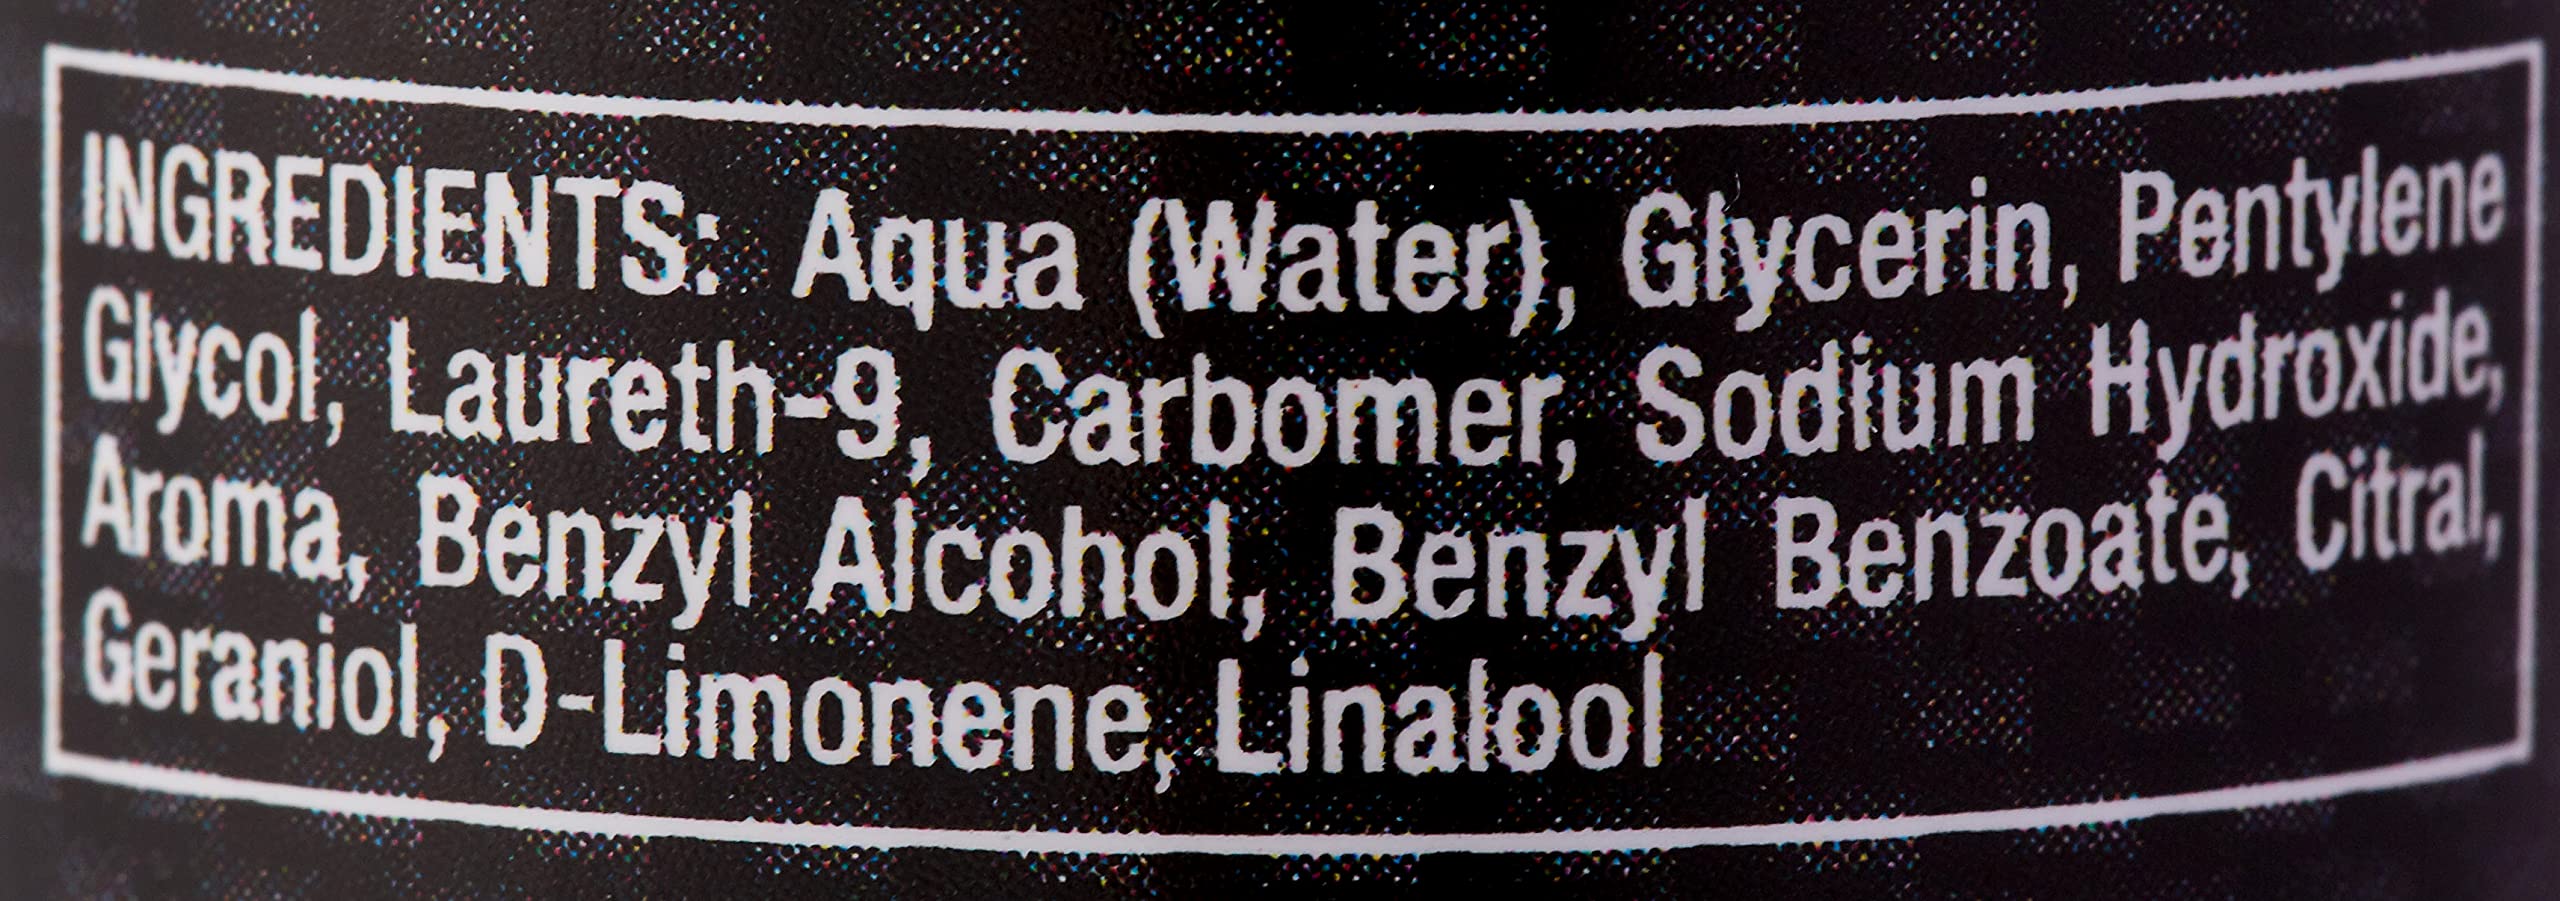 INGREDIENTS: Aqua (Water), Glycerin, Pentylene
Glycol, Laureth-9, Carbomer, Sodium Hydroxide,
Aroma, Benzyl Alcohol, Benzyl Benzoate, Citral,
Geraniol, D-Limonene, Linalool